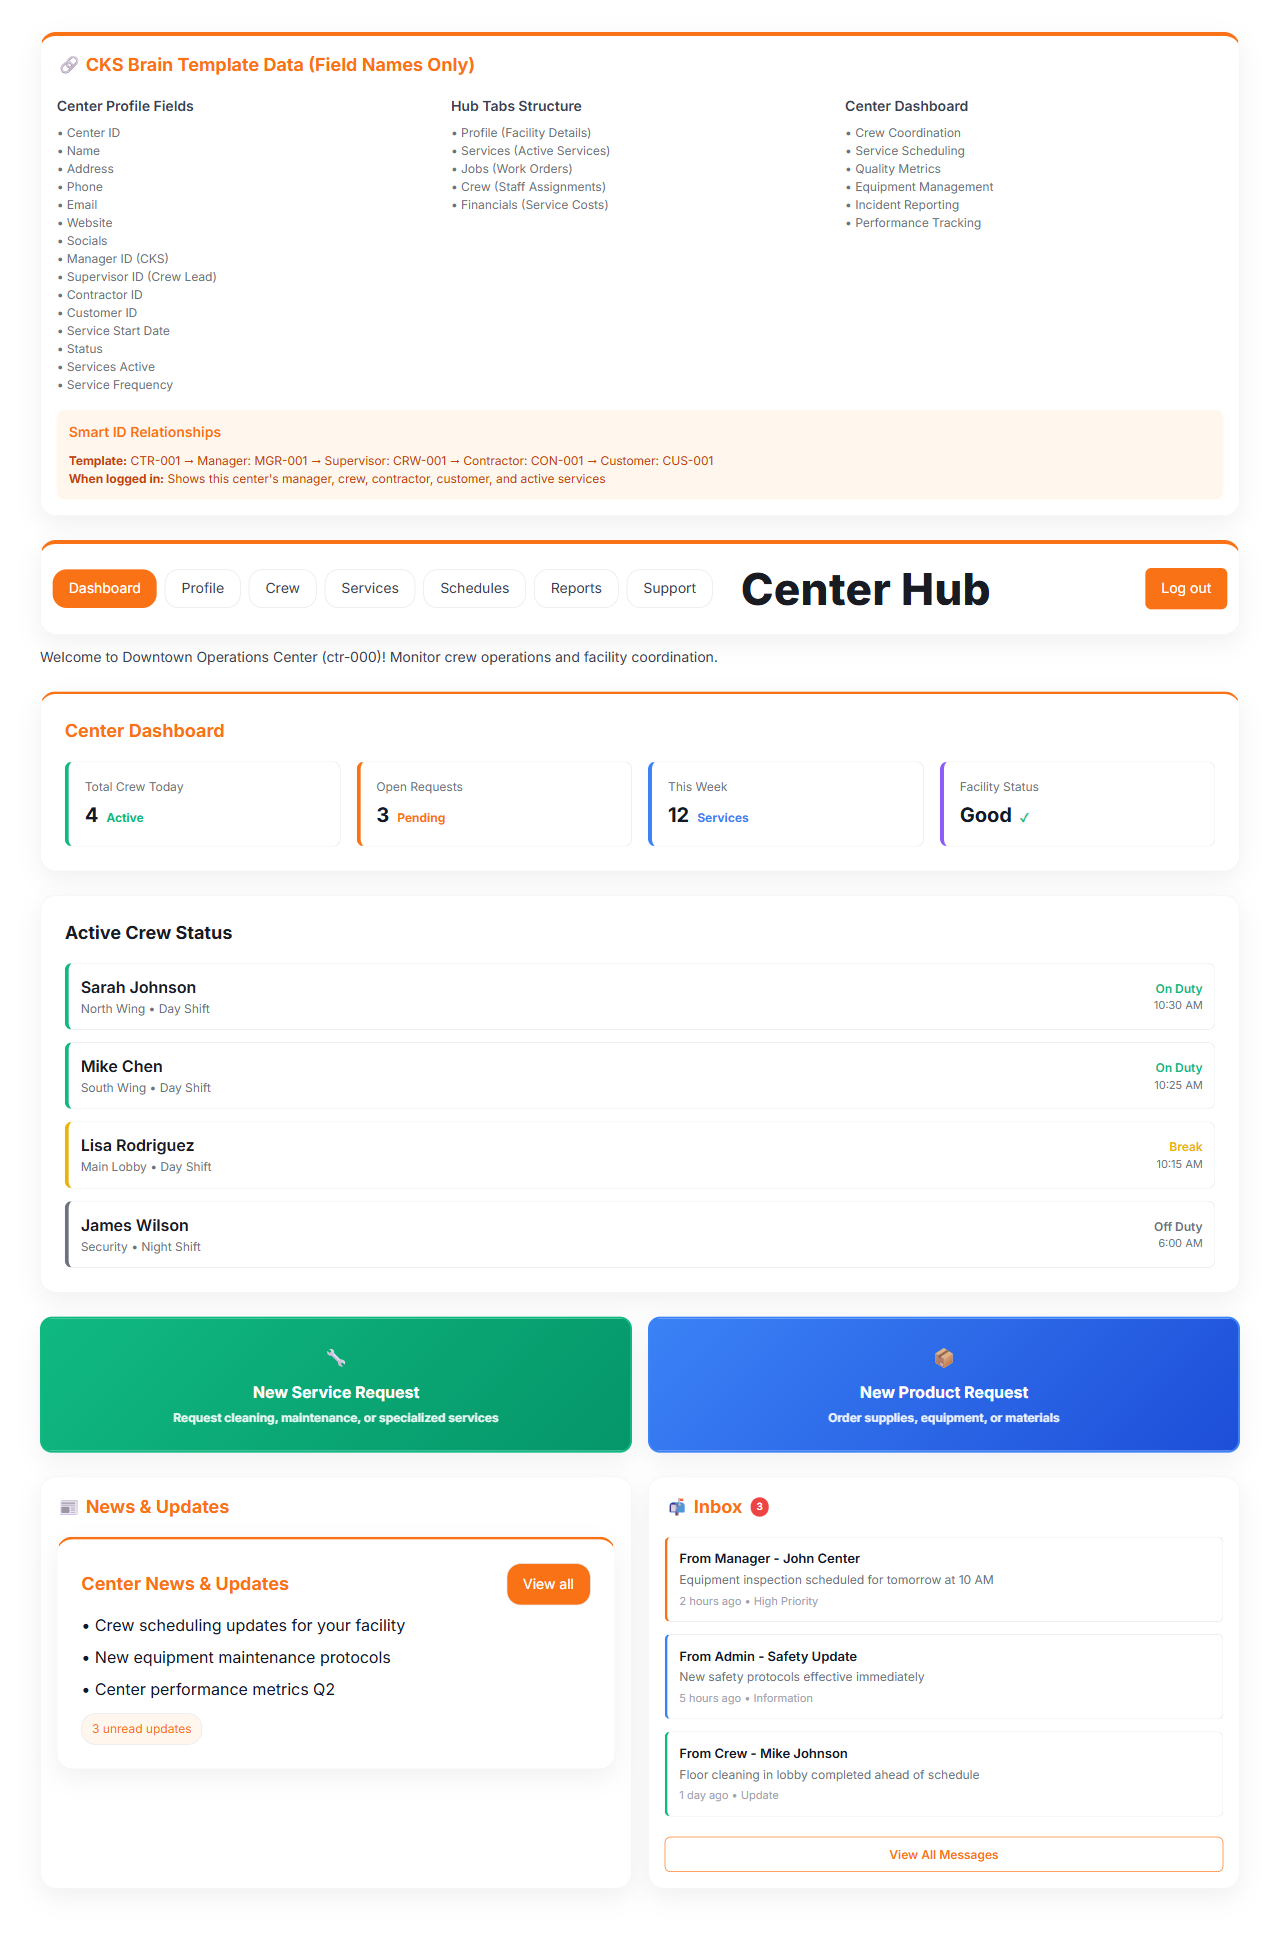 CKS Brain Template Data (Field Names Only)
Center Profile Fields
• Center ID
• Name
• Address
• Phone
• Email
• Website
• Socials
• Manager ID (CKS)
• Supervisor ID (Crew Lead)
• Contractor ID
• Customer ID
• Service Start Date
• Status
• Services Active
• Service Frequency
Hub Tabs Structure
• Profile (Facility Details)
• Services (Active Services)
• Jobs (Work Orders)
• Crew (Staff Assignments)
• Financials (Service Costs)
Center Dashboard
• Crew Coordination
• Service Scheduling
• Quality Metrics
• Equipment Management
• Incident Reporting
• Performance Tracking
Smart ID Relationships
Template: CTR-001 → Manager: MGR-001 → Supervisor: CRW-001 → Contractor: CON-001 → Customer: CUS-001
When logged in: Shows this center's manager, crew, contractor, customer, and active services
Dashboard
Profile
Crew
Services
Schedules
Reports
Support
Center Hub
Log out
Welcome to Downtown Operations Center (ctr-000)! Monitor crew operations and facility coordination.
Center Dashboard
Total Crew Today
4 Active
Open Requests
3 Pending
This Week
12 Services
Facility Status
Good ✓
Active Crew Status
Sarah Johnson
North Wing • Day Shift
On Duty
10:30 AM
Mike Chen
South Wing • Day Shift
On Duty
10:25 AM
Lisa Rodriguez
Main Lobby • Day Shift
Break
10:15 AM
James Wilson
Security • Night Shift
Off Duty
6:00 AM
New Service Request
Request cleaning, maintenance, or specialized services
New Product Request
Order supplies, equipment, or materials
News & Updates
Center News & Updates
View all
• Crew scheduling updates for your facility
• New equipment maintenance protocols
• Center performance metrics Q2
3 unread updates
Inbox 3
From Manager - John Center
Equipment inspection scheduled for tomorrow at 10 AM
2 hours ago • High Priority
From Admin - Safety Update
New safety protocols effective immediately
5 hours ago • Information
From Crew - Mike Johnson
Floor cleaning in lobby completed ahead of schedule
1 day ago • Update
View All Messages